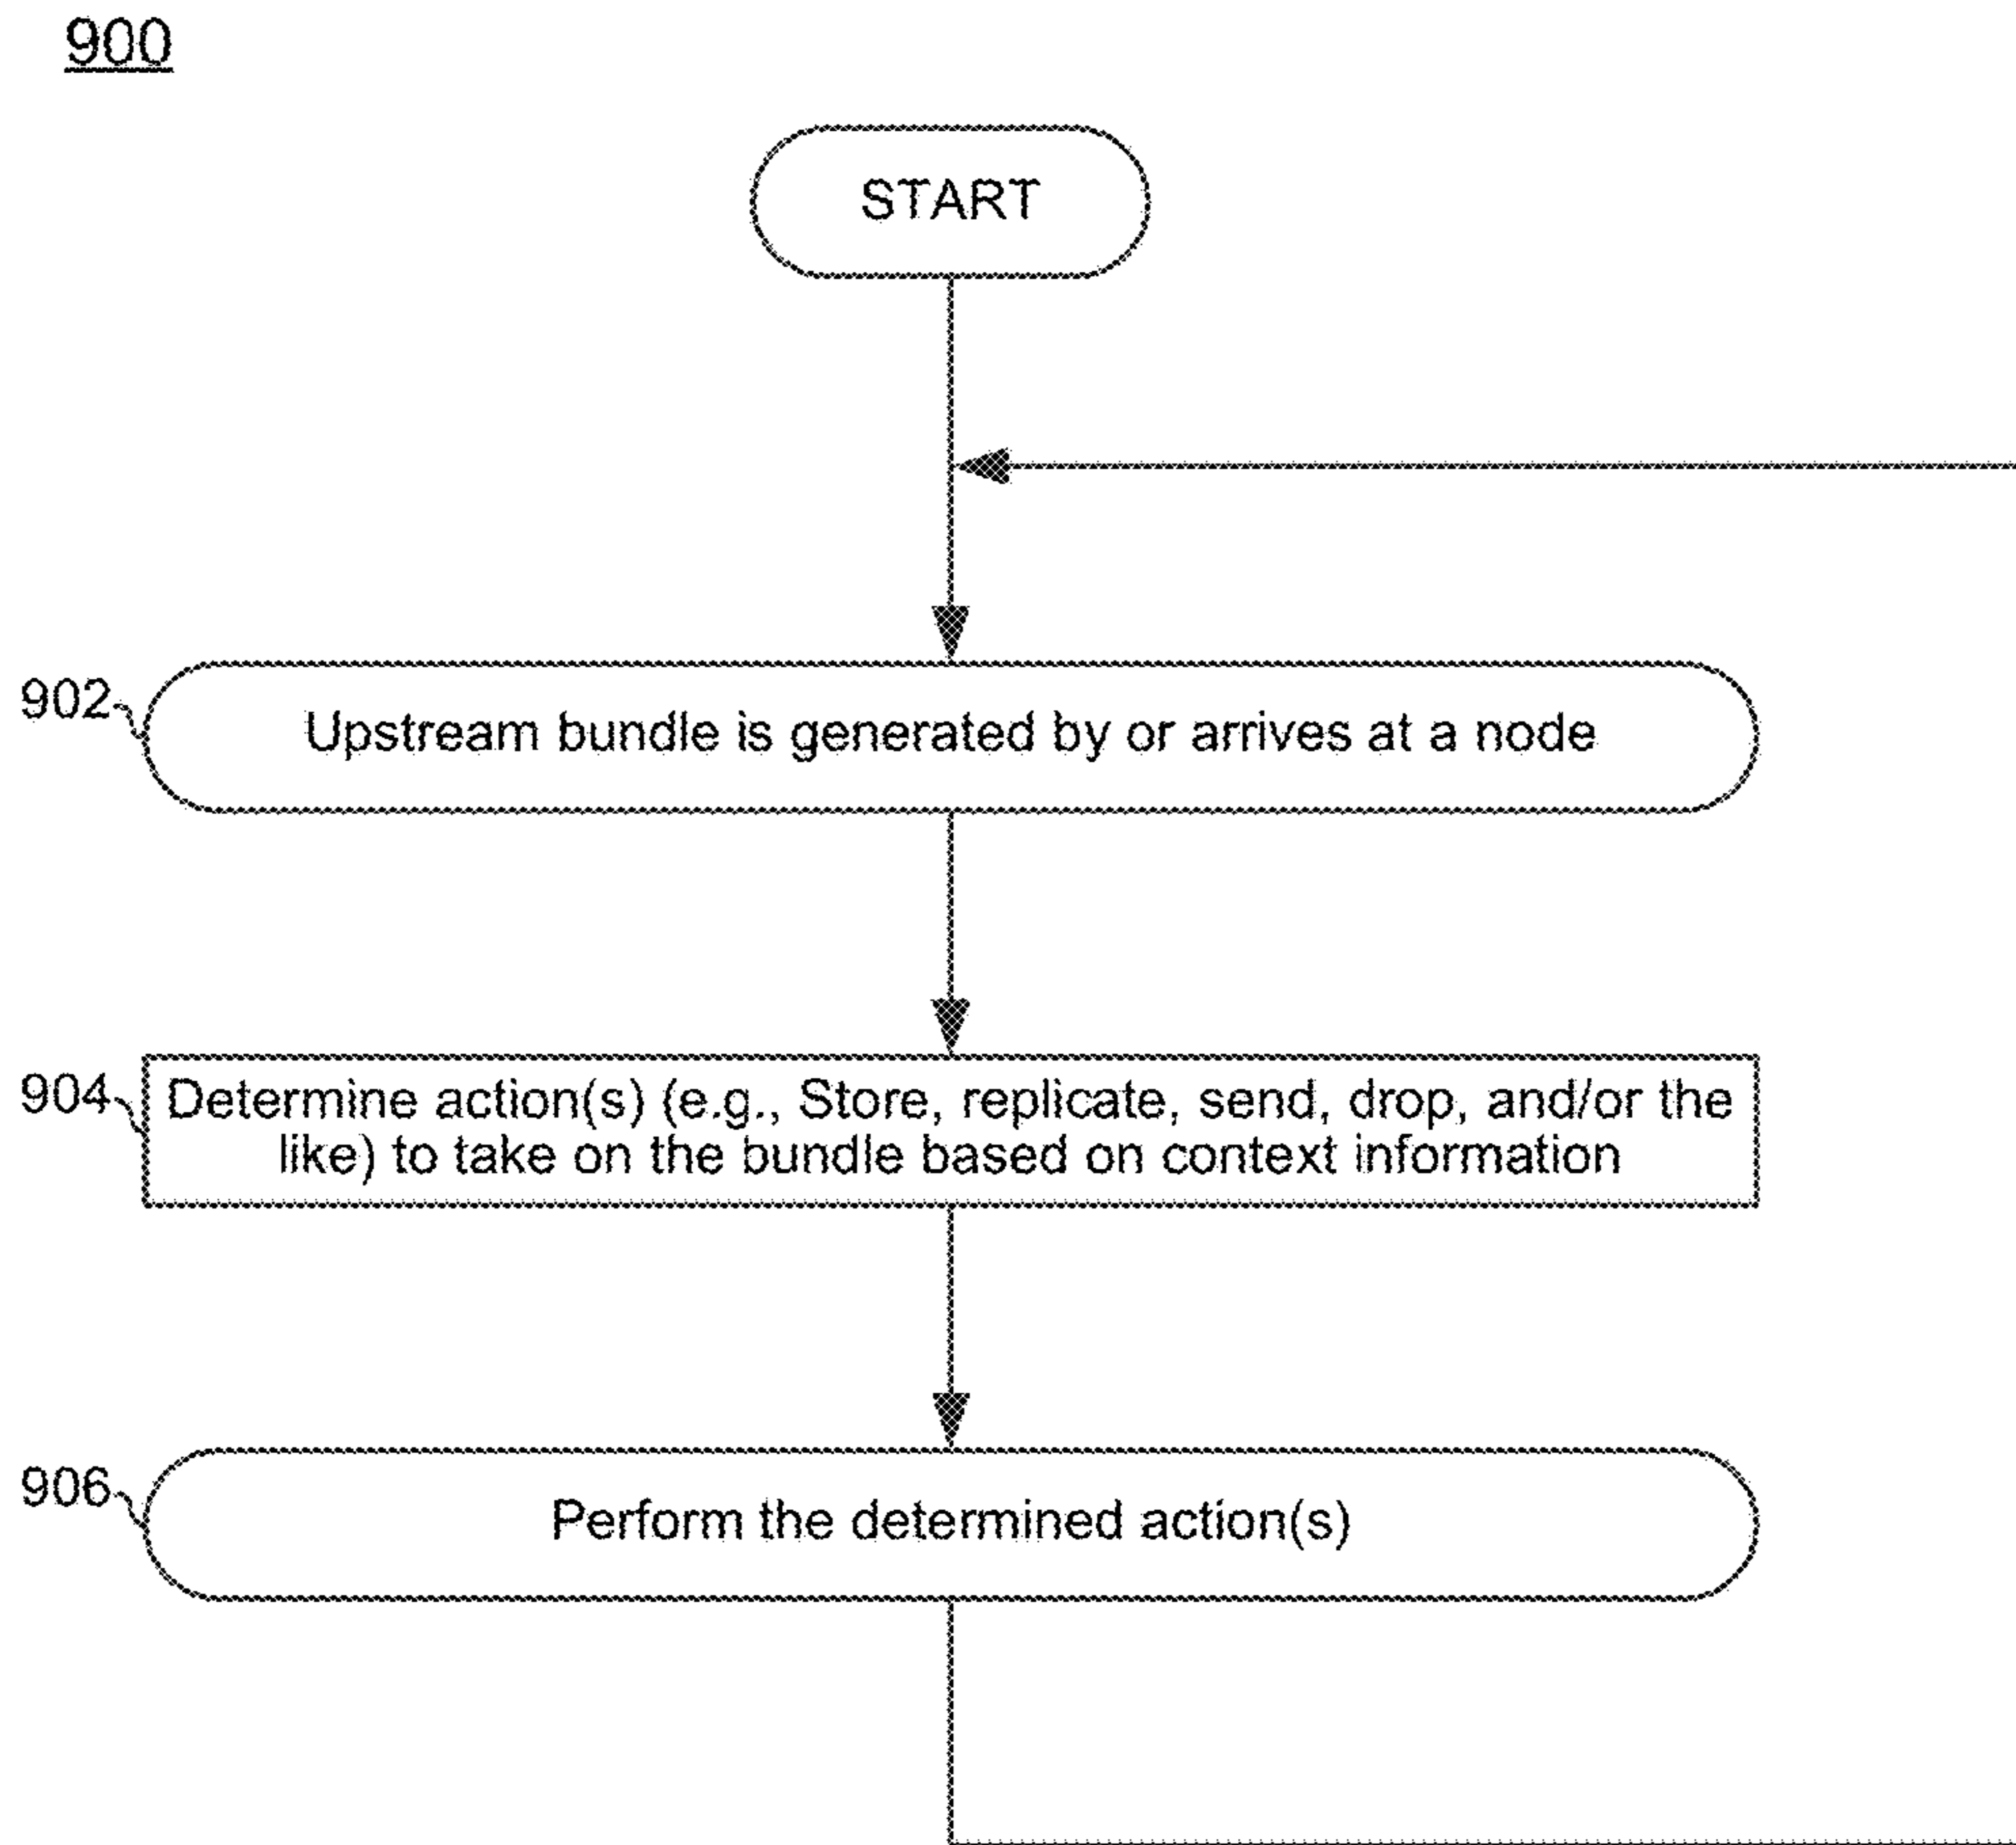 900
START
902
Upstream bundle is generated by or arrives at a node
904
Determine action(s) (e.g., Store, replicate, send, drop, and/or the
like) to take on the bundle based on context information
906
Perform the determined action(s)